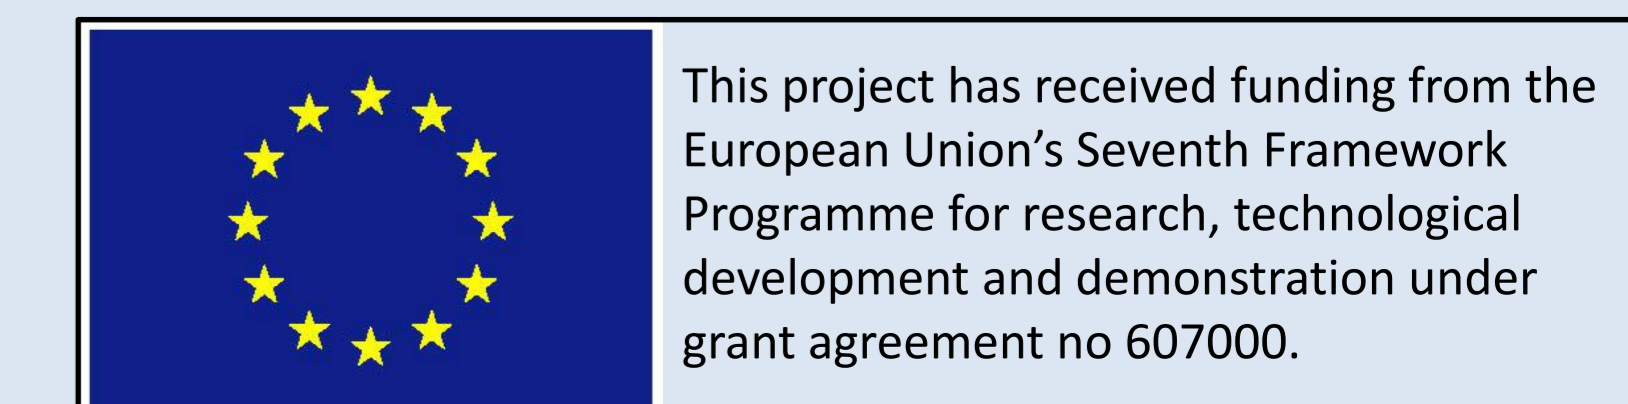 This project has received funding from the
European Union’s Seventh Framework
Programme for research, technological
development and demonstration under
grant agreement no 607000.